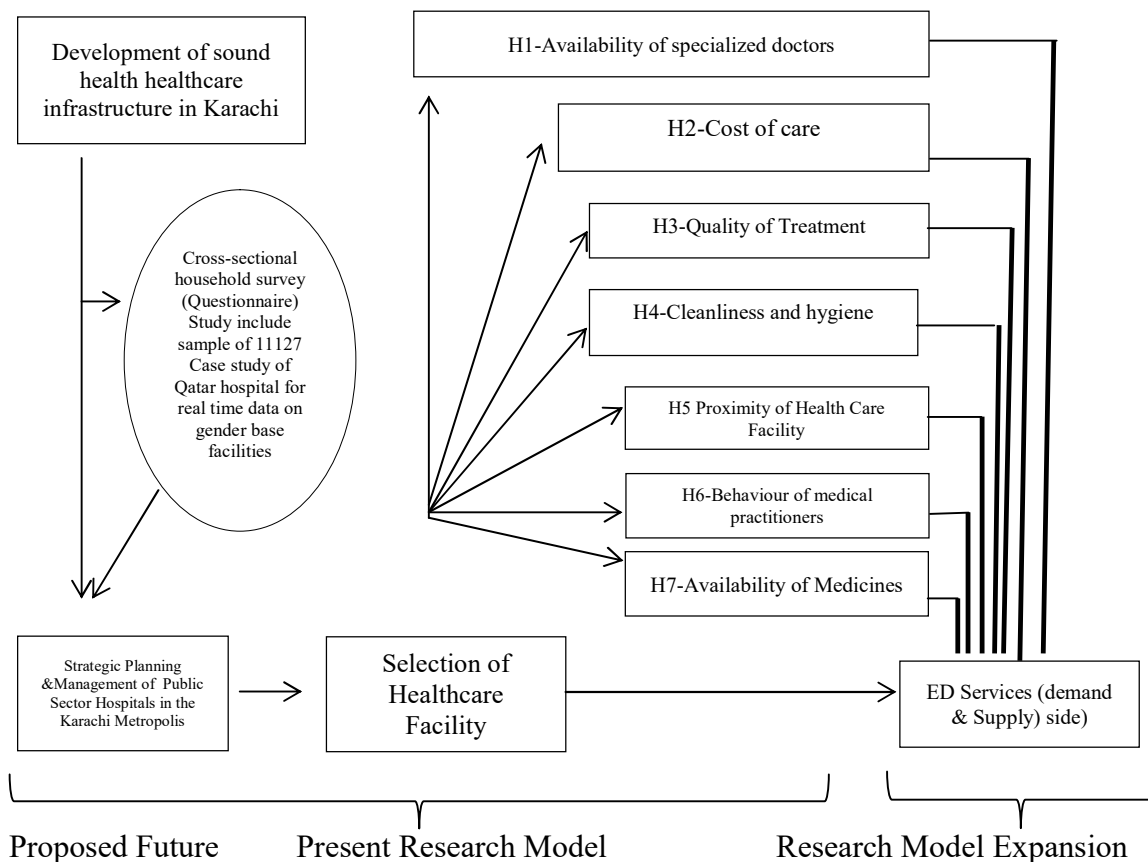 Development of sound
health healthcare
infrastructure in Karachi
Cross-sectional
household survey
(Questionnaire)
Study include
sample of 11127
Case study of
Qatar hospital for
real time data on
gender base
facilities
H1-Availability of specialized doctors
H2-Cost of care
H3-Quality of Treatment
H4-Cleanliness and hygiene
H5 Proximity of Health Care
Facility
H6-Behaviour of medical
practitioners
H7-Availability of Medicines
Strategic Planning
&Management of Public
Sector Hospitals in the
Karachi Metropolis
Selection of
Healthcare
Facility
ED Services (demand
& Supply) side)
Proposed Future
Present Research Model
Research Model Expansion